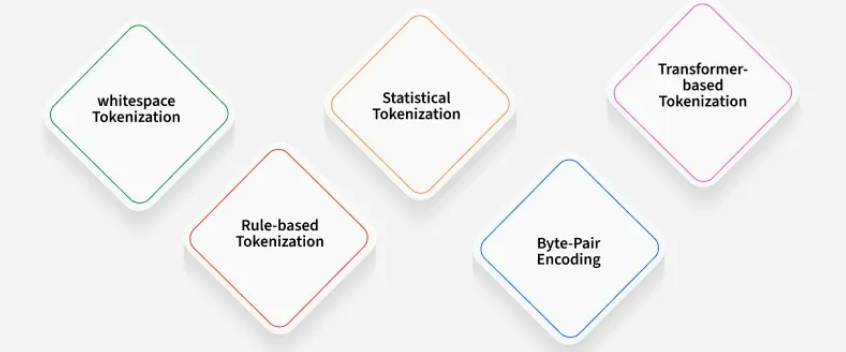 whitespace
Tokenization
Rule-based
Tokenization
Statistical
Tokenization
Byte-Pair
Encoding
Transformer-
based
Tokenization